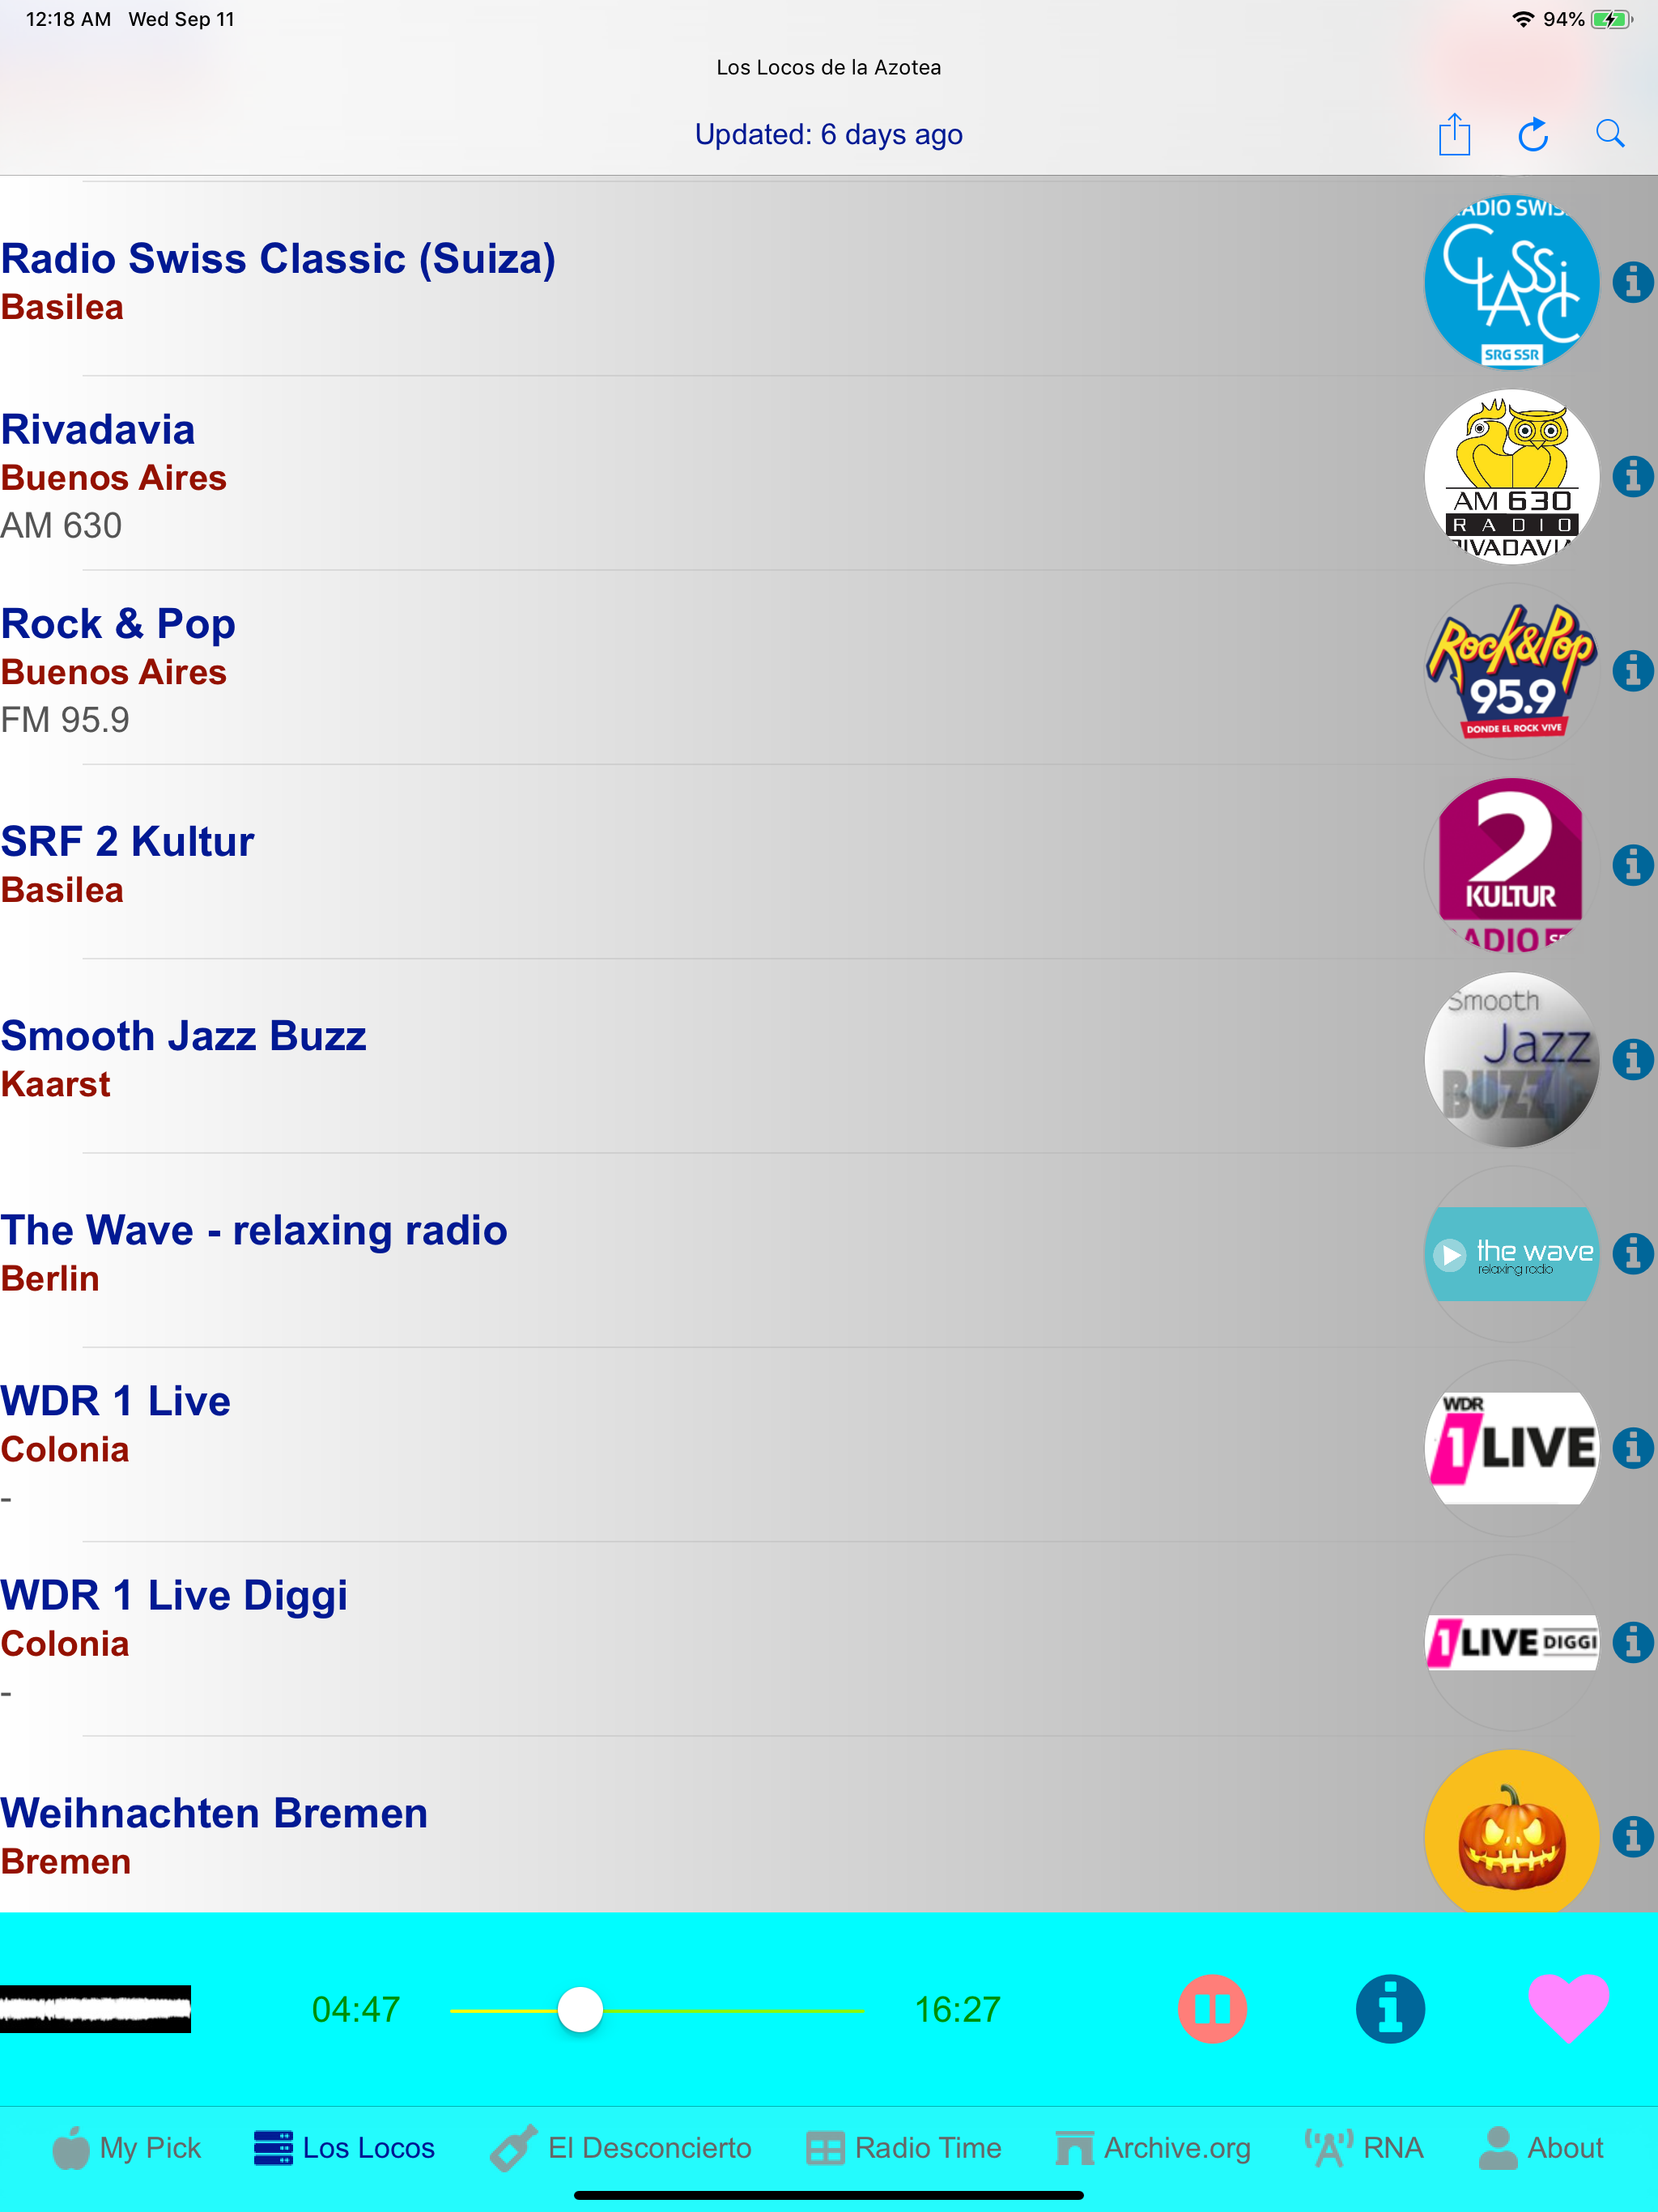 12:18 AM Wed Sep 11
94%
Los Locos de la Azotea
Updated: 6 days ago
Radio Swiss Classic (Suiza)
Basilea
RADIO SWISS
CLASSIC
SRG SSR
Rivadavia
Buenos Aires
AM 630
AM 630
RADIO
RIVADAVIA
Rock & Pop
Buenos Aires
FM 95.9
Rock&Pop
95.9
DONDE EL ROCK VIVE
SRF 2 Kultur
Basilea
2
KULTUR
RADIO SRF
Smooth Jazz Buzz
Kaarst
Smooth
Jazz
BUZZ
The Wave - relaxing radio
Berlin
the wave
relaxing radio
WDR 1 Live
Colonia
-
WDR
1LIVE
WDR 1 Live Diggi
Colonia
-
1LIVE DIGGI
Weihnachten Bremen
Bremen
04:47
16:27
My Pick
Los Locos
El Desconcierto
Radio Time
Archive.org
RNA
About